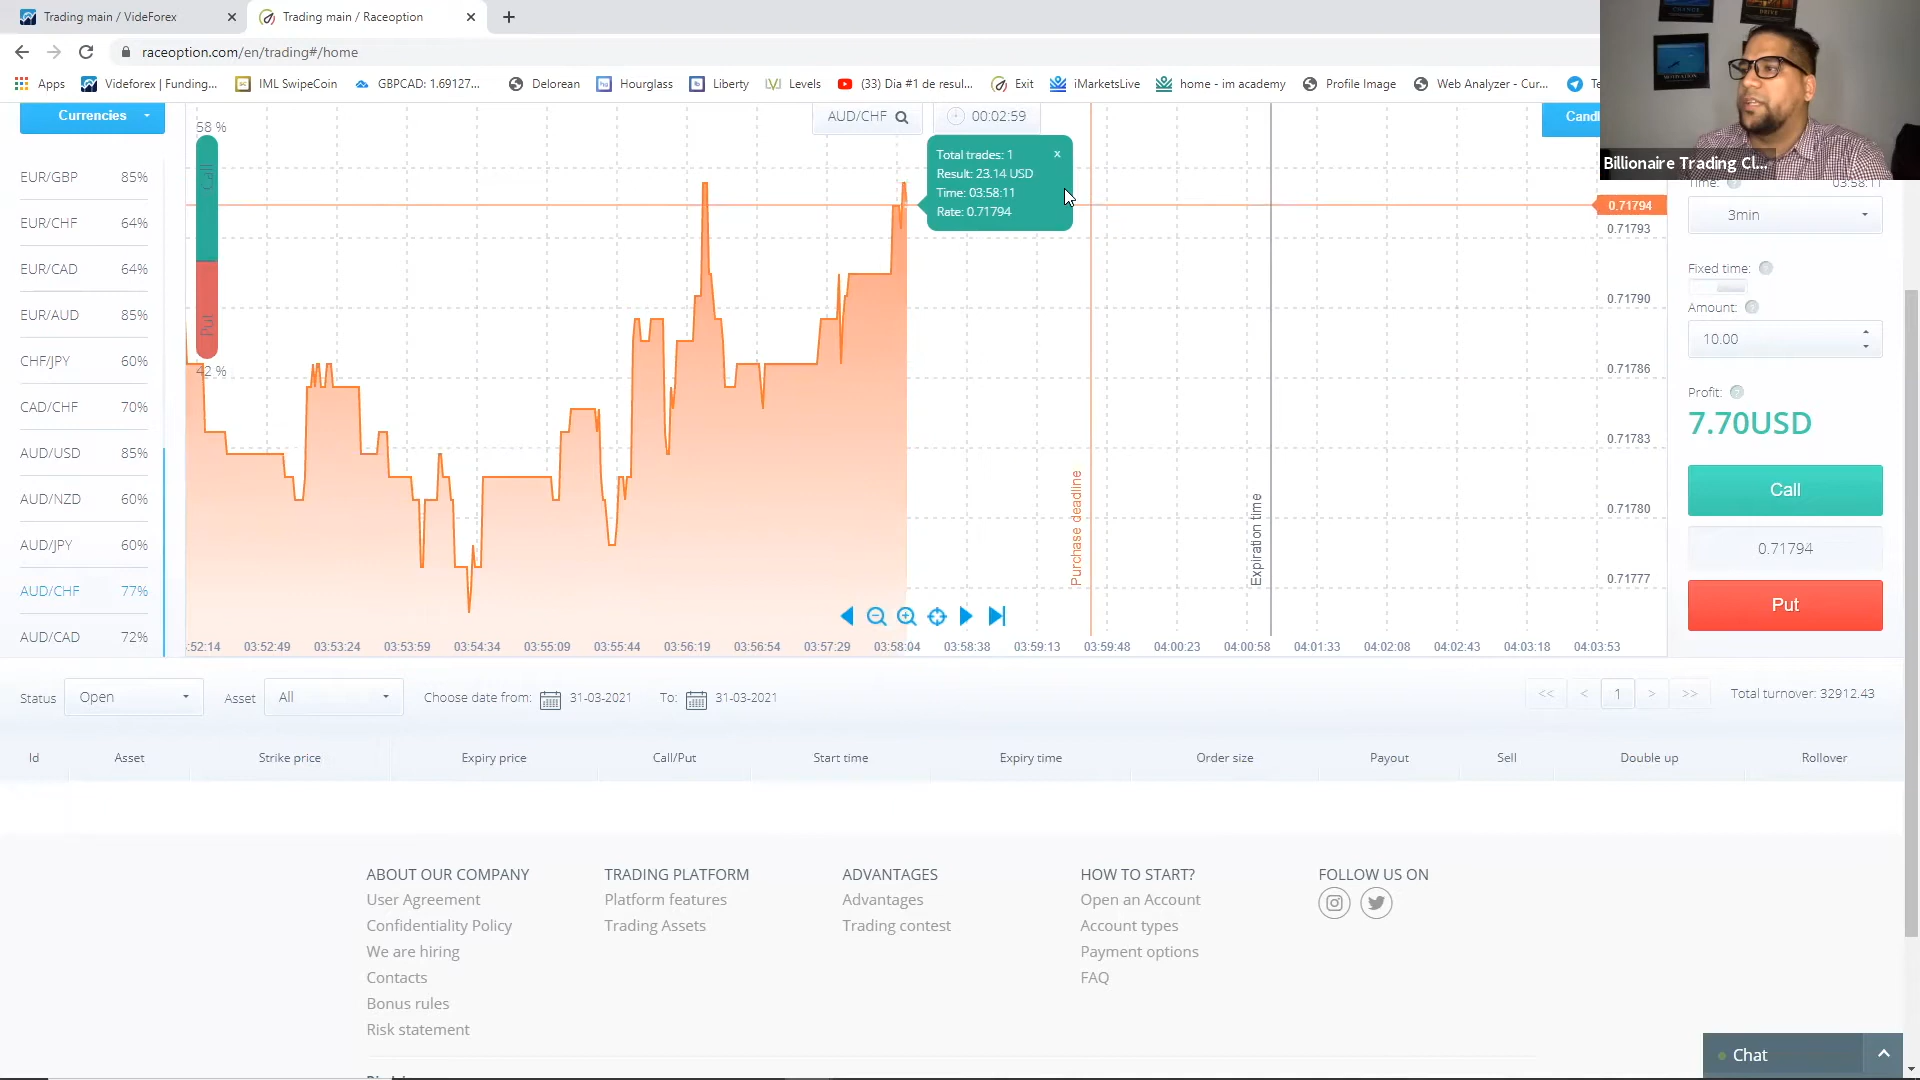 Trading main / VideForex
Trading main / Raceoption
raceoption.com/en/trading#/home
Apps
Videforex | Funding...
IML SwipeCoin
GBPCAD: 1.69127...
Delorean
Hourglass
Liberty
Levels
(33) Dia #1 de resul...
Exit
iMarketsLive
home - im academy
Profile Image
Web Analyzer - Cur...
CHANGE
DRIVE
MOTIVATION
Billionaire Trading Cl...
Currencies
58 %
Put
42 %
AUD/CHF
00:02:59
Total trades: 1
x
Result: 23.14 USD
Time: 03:58:11
Rate: 0.71794
EUR/GBP 85%
EUR/CHF 64%
EUR/CAD 64%
EUR/AUD 85%
CHF/JPY 60%
CAD/CHF 70%
AUD/USD 85%
AUD/NZD 60%
AUD/JPY 60%
AUD/CHF 77%
AUD/CAD 72%
0.71794
0.71793
0.71790
0.71786
0.71783
0.71780
0.71777
Purchase deadline
Expiration time
:52:14 03:52:49 03:53:24 03:53:59 03:54:34 03:55:09 03:55:44 03:56:19 03:56:54 03:57:29 03:58:04 03:58:38 03:59:13 03:59:48 04:00:23 04:00:58 04:01:33 04:02:08 04:02:43 04:03:18 04:03:53
Time: 03:58:11
3min
Fixed time:
Amount:
10.00
Profit:
7.70USD
Call
0.71794
Put
Status Open Asset All Choose date from: 31-03-2021 To: 31-03-2021
<< < 1 > >> Total turnover: 32912.43
Id Asset Strike price Expiry price Call/Put Start time Expiry time Order size Payout Sell Double up Rollover
ABOUT OUR COMPANY
User Agreement
Confidentiality Policy
We are hiring
Contacts
Bonus rules
Risk statement
TRADING PLATFORM
Platform features
Trading Assets
ADVANTAGES
Advantages
Trading contest
HOW TO START?
Open an Account
Account types
Payment options
FAQ
FOLLOW US ON
Chat